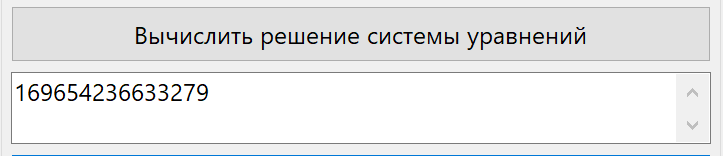 Вычислить решение системы уравнений
169654236633279